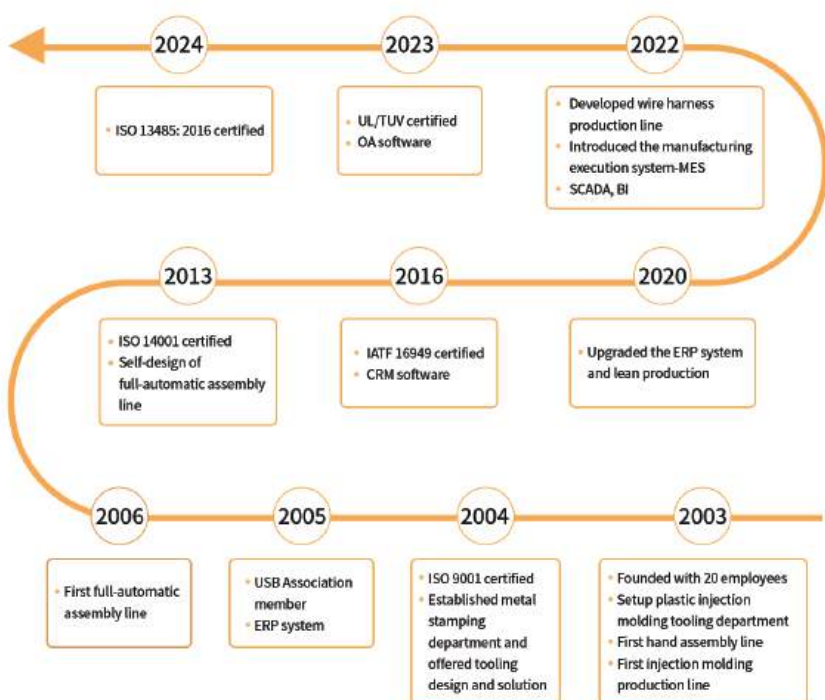 2024
2023
2022
ISO 13485: 2016 certified
UL/TUV certified
OA software
Developed wire harness
production line
Introduced the manufacturing
execution system-MES
SCADA, BI
2013
2016
2020
ISO 14001 certified
Self-design of
full-automatic assembly
line
IATF 16949 certified
CRM software
Upgraded the ERP system
and lean production
2006
2005
2004
2003
First full-automatic
assembly line
USB Association
member
ERP system
ISO 9001 certified
Established metal
stamping
department and
offered tooling
design and solution
Founded with 20 employees
Setup plastic injection
molding tooling department
First hand assembly line
First injection molding
production line